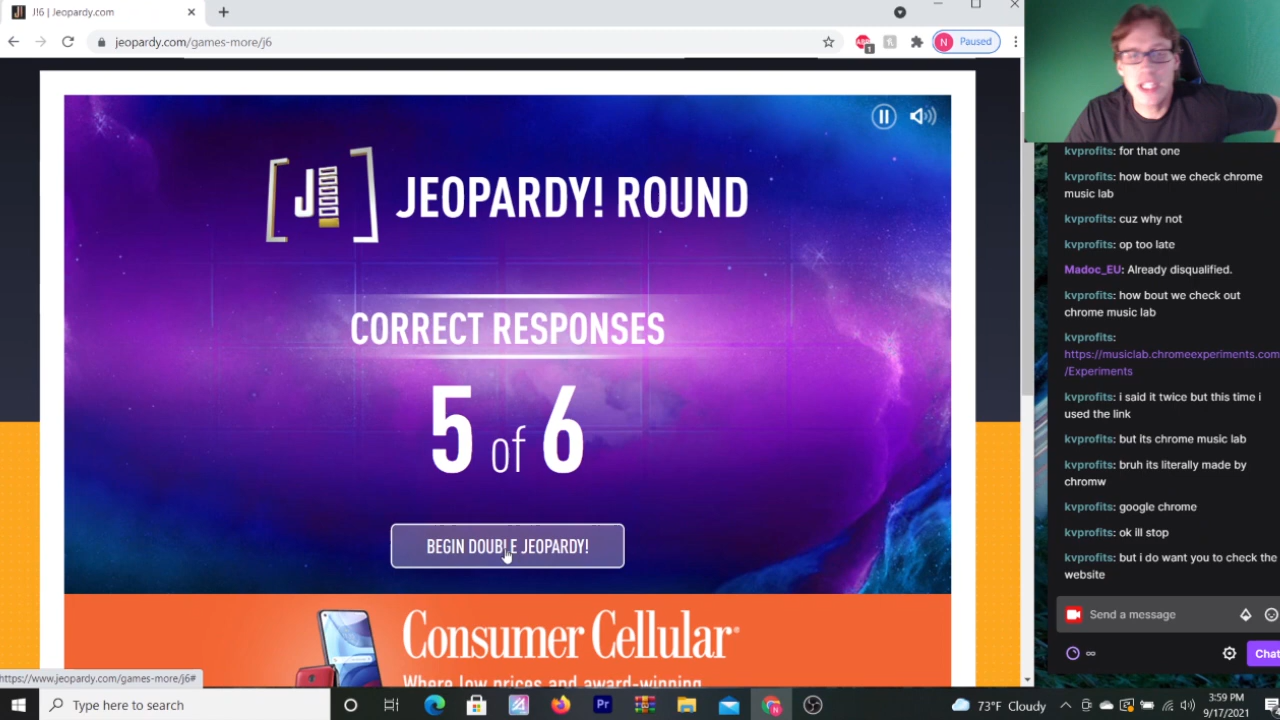 J!6 | Jeopardy.com
jeopardy.com/games-more/j6
1
N
Paused
J!
JEOPARDY! ROUND
CORRECT RESPONSES
5 of 6
BEGIN DOUBLE JEOPARDY!
Consumer Cellular®
Where low prices and award-winning
https://www.jeopardy.com/games-more/j6#
kvprofits: for that one
kvprofits: how bout we check chrome
music lab
kvprofits: cuz why not
kvprofits: op too late
Madoc_EU: Already disqualified.
kvprofits: how bout we check out
chrome music lab
kvprofits:
https://musiclab.chromeexperiments.com
/Experiments
kvprofits: i said it twice but this time i
used the link
kvprofits: but its chrome music lab
kvprofits: bruh its literally made by
chromw
kvprofits: google chrome
kvprofits: ok ill stop
kvprofits: but i do want you to check the
website
Send a message
∞
Chat
Type here to search
Pr
73°F Cloudy
3:59 PM
9/17/2021